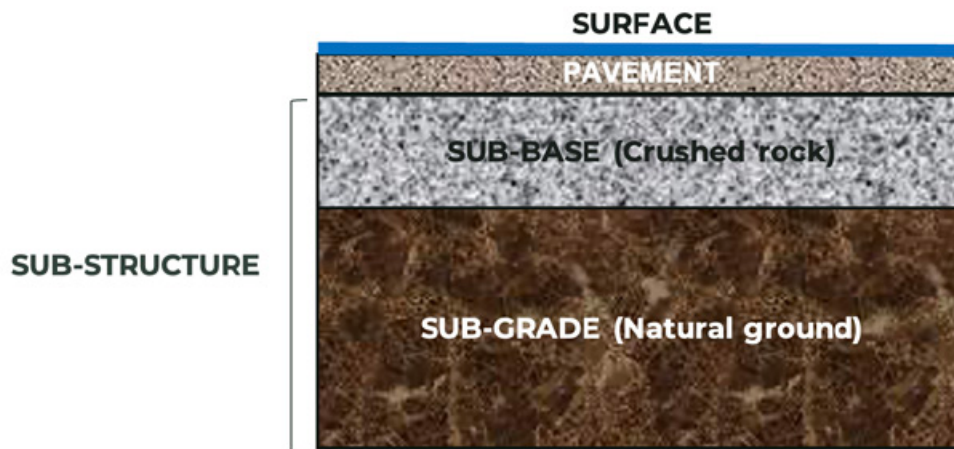 SURFACE
PAVEMENT
SUB-BASE (Crushed rock)
SUB-STRUCTURE
SUB-GRADE (Natural ground)